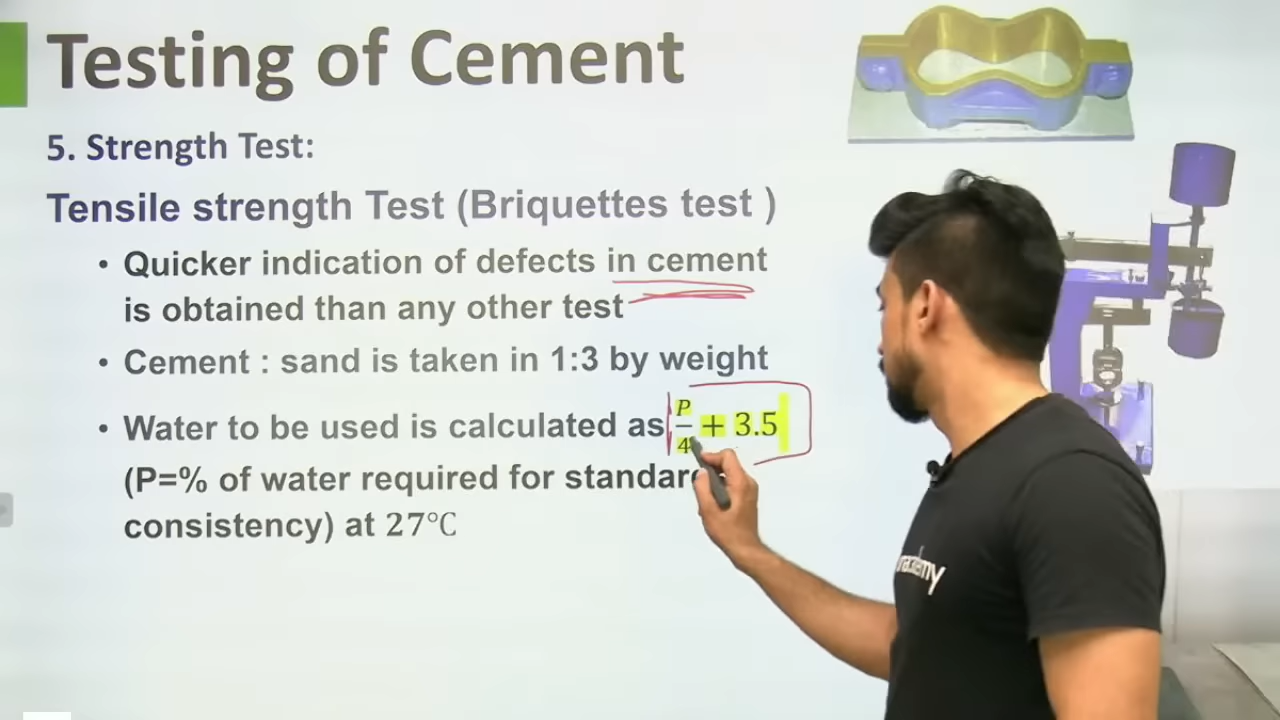 Testing of Cement
5. Strength Test:
Tensile strength Test (Briquettes test )
• Quicker indication of defects in cement
is obtained than any other test
• Cement : sand is taken in 1:3 by weight
• Water to be used is calculated as P/4 + 3.5
(P=% of water required for standar
consistency) at 27°C